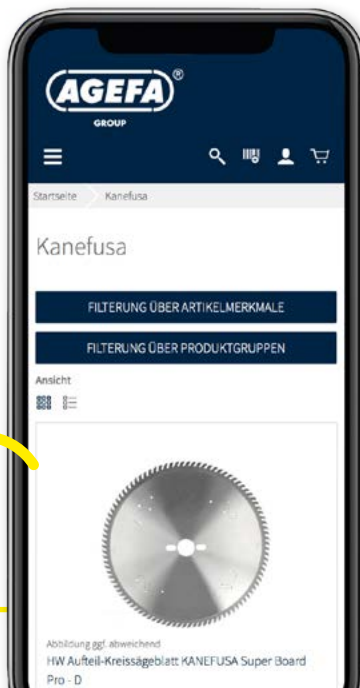 AGEFA®
GROUP
Startseite Kanefusa
Kanefusa
FILTERUNG ÜBER ARTIKELMERKMALE
FILTERUNG ÜBER PRODUKTGRUPPEN
Ansicht
Abbildung ggf. abweichend
HW Aufteil-Kreissägeblatt KANEFUSA Super Board
Pro - D